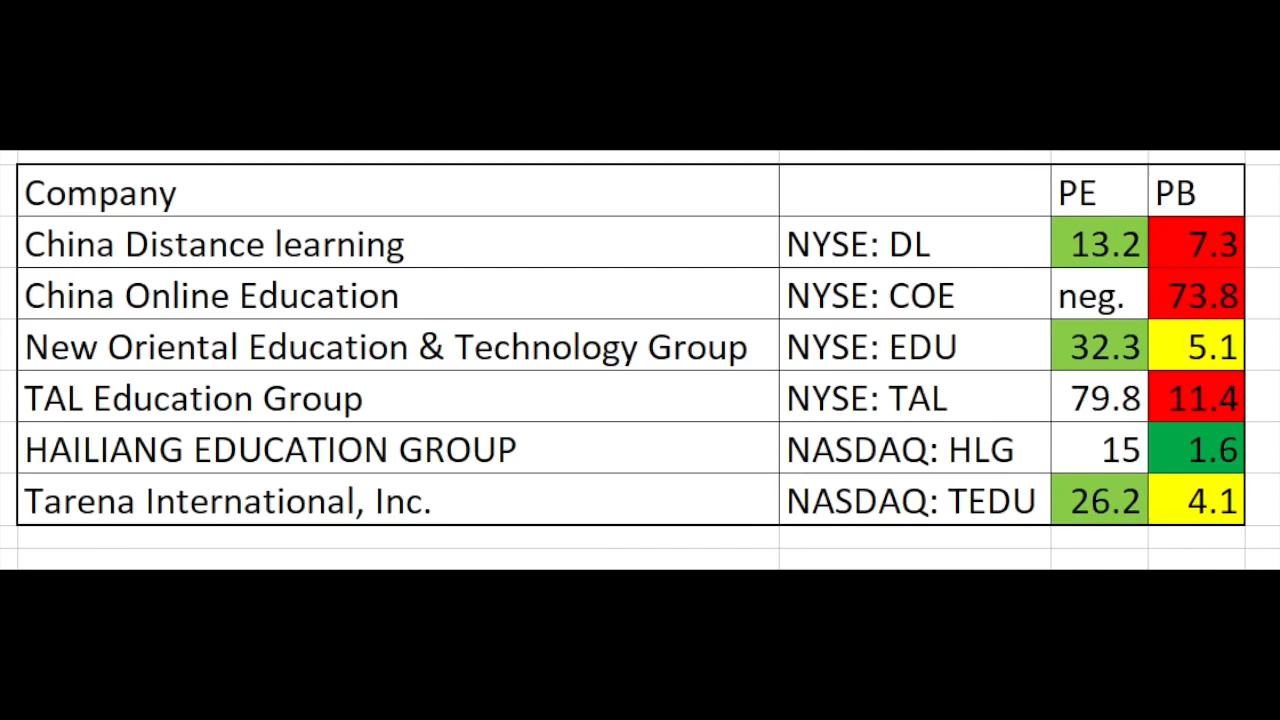 Company PE PB
China Distance learning NYSE: DL 13.2 7.3
China Online Education NYSE: COE neg. 73.8
New Oriental Education & Technology Group NYSE: EDU 32.3 5.1
TAL Education Group NYSE: TAL 79.8 11.4
HAILIANG EDUCATION GROUP NASDAQ: HLG 15 1.6
Tarena International, Inc. NASDAQ: TEDU 26.2 4.1